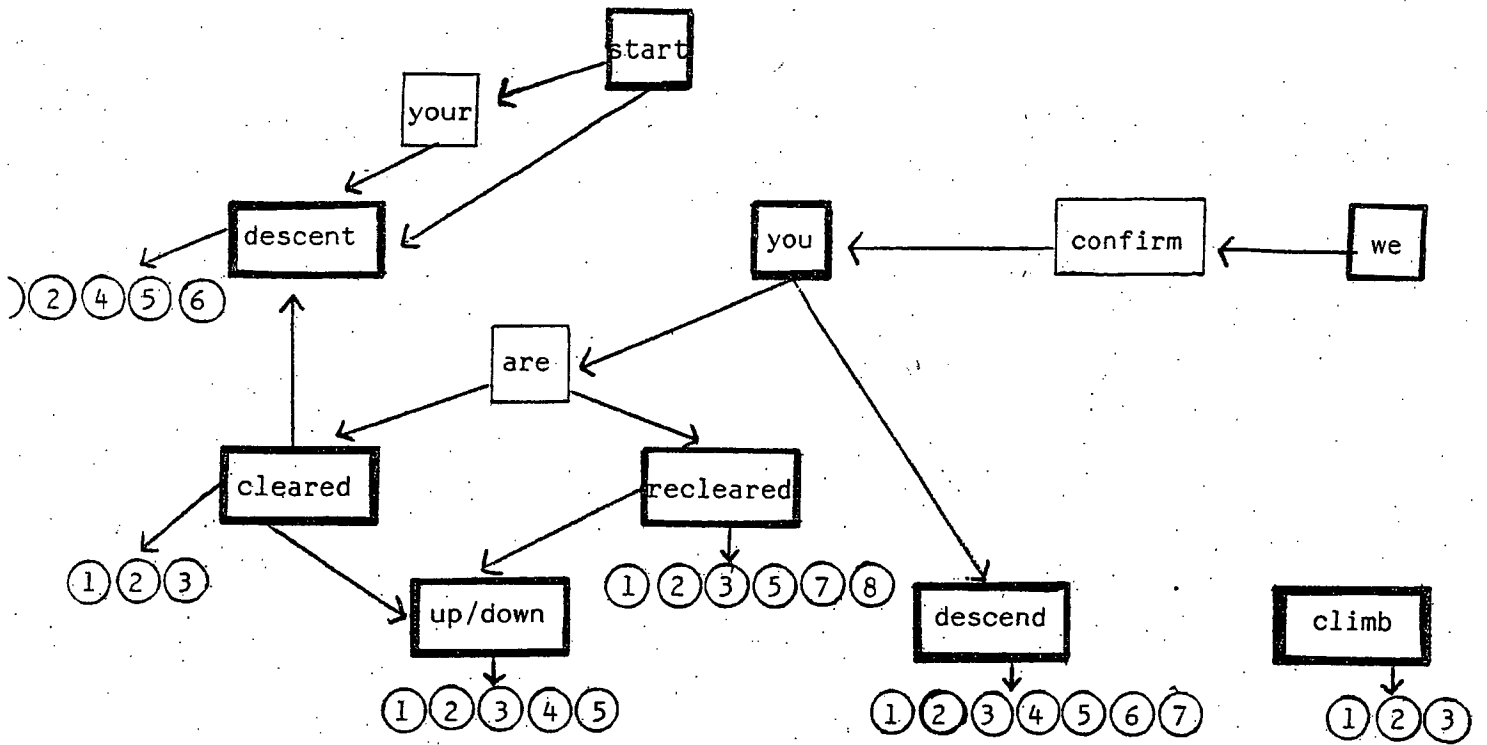 start
your
descent
you
confirm
we
2 4 5 6
are
cleared
recleared
1 2 3
1 2 3 5 7 8
up/down
descend
climb
1 2 3 4 5
1 2 3 4 5 6 7
1 2 3